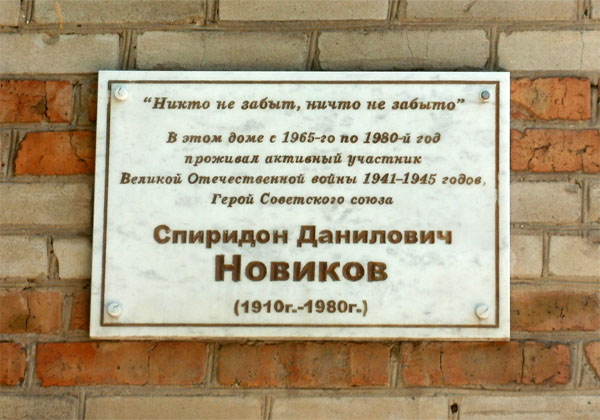 “Никто не забыт, ничто не забыто”
В этом доме с 1965-го по 1980-й год
проживал активный участник
Великой Отечественной войны 1941–1945 годов,
Герой Советского союза
Спиридон Данилович
Новиков
(1910г.-1980г.)